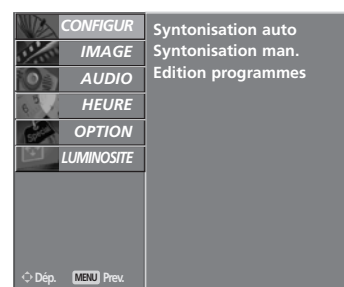 CONFIGUR
IMAGE
AUDIO
HEURE
OPTION
LUMINOSITE
Syntonisation auto
Syntonisation man.
Edition programmes
Dép. MENU Prev.